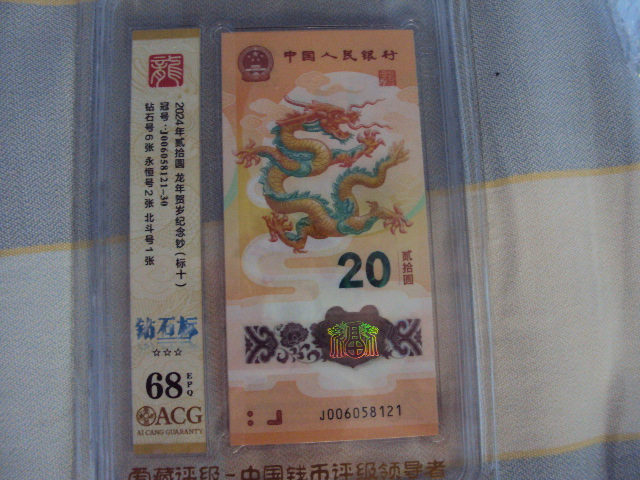 龍
2024年贰拾圆 龙年贺岁纪念钞(标十)
冠号:J006058121-30
钻石号6张 永恒号2张 北斗号1张
钻石标
☆☆☆
68 EPQ
ACG
AI CANG GUARANTY
中国人民银行
20 贰拾圆
J006058121
爱藏评级-中国钱币评级领导者